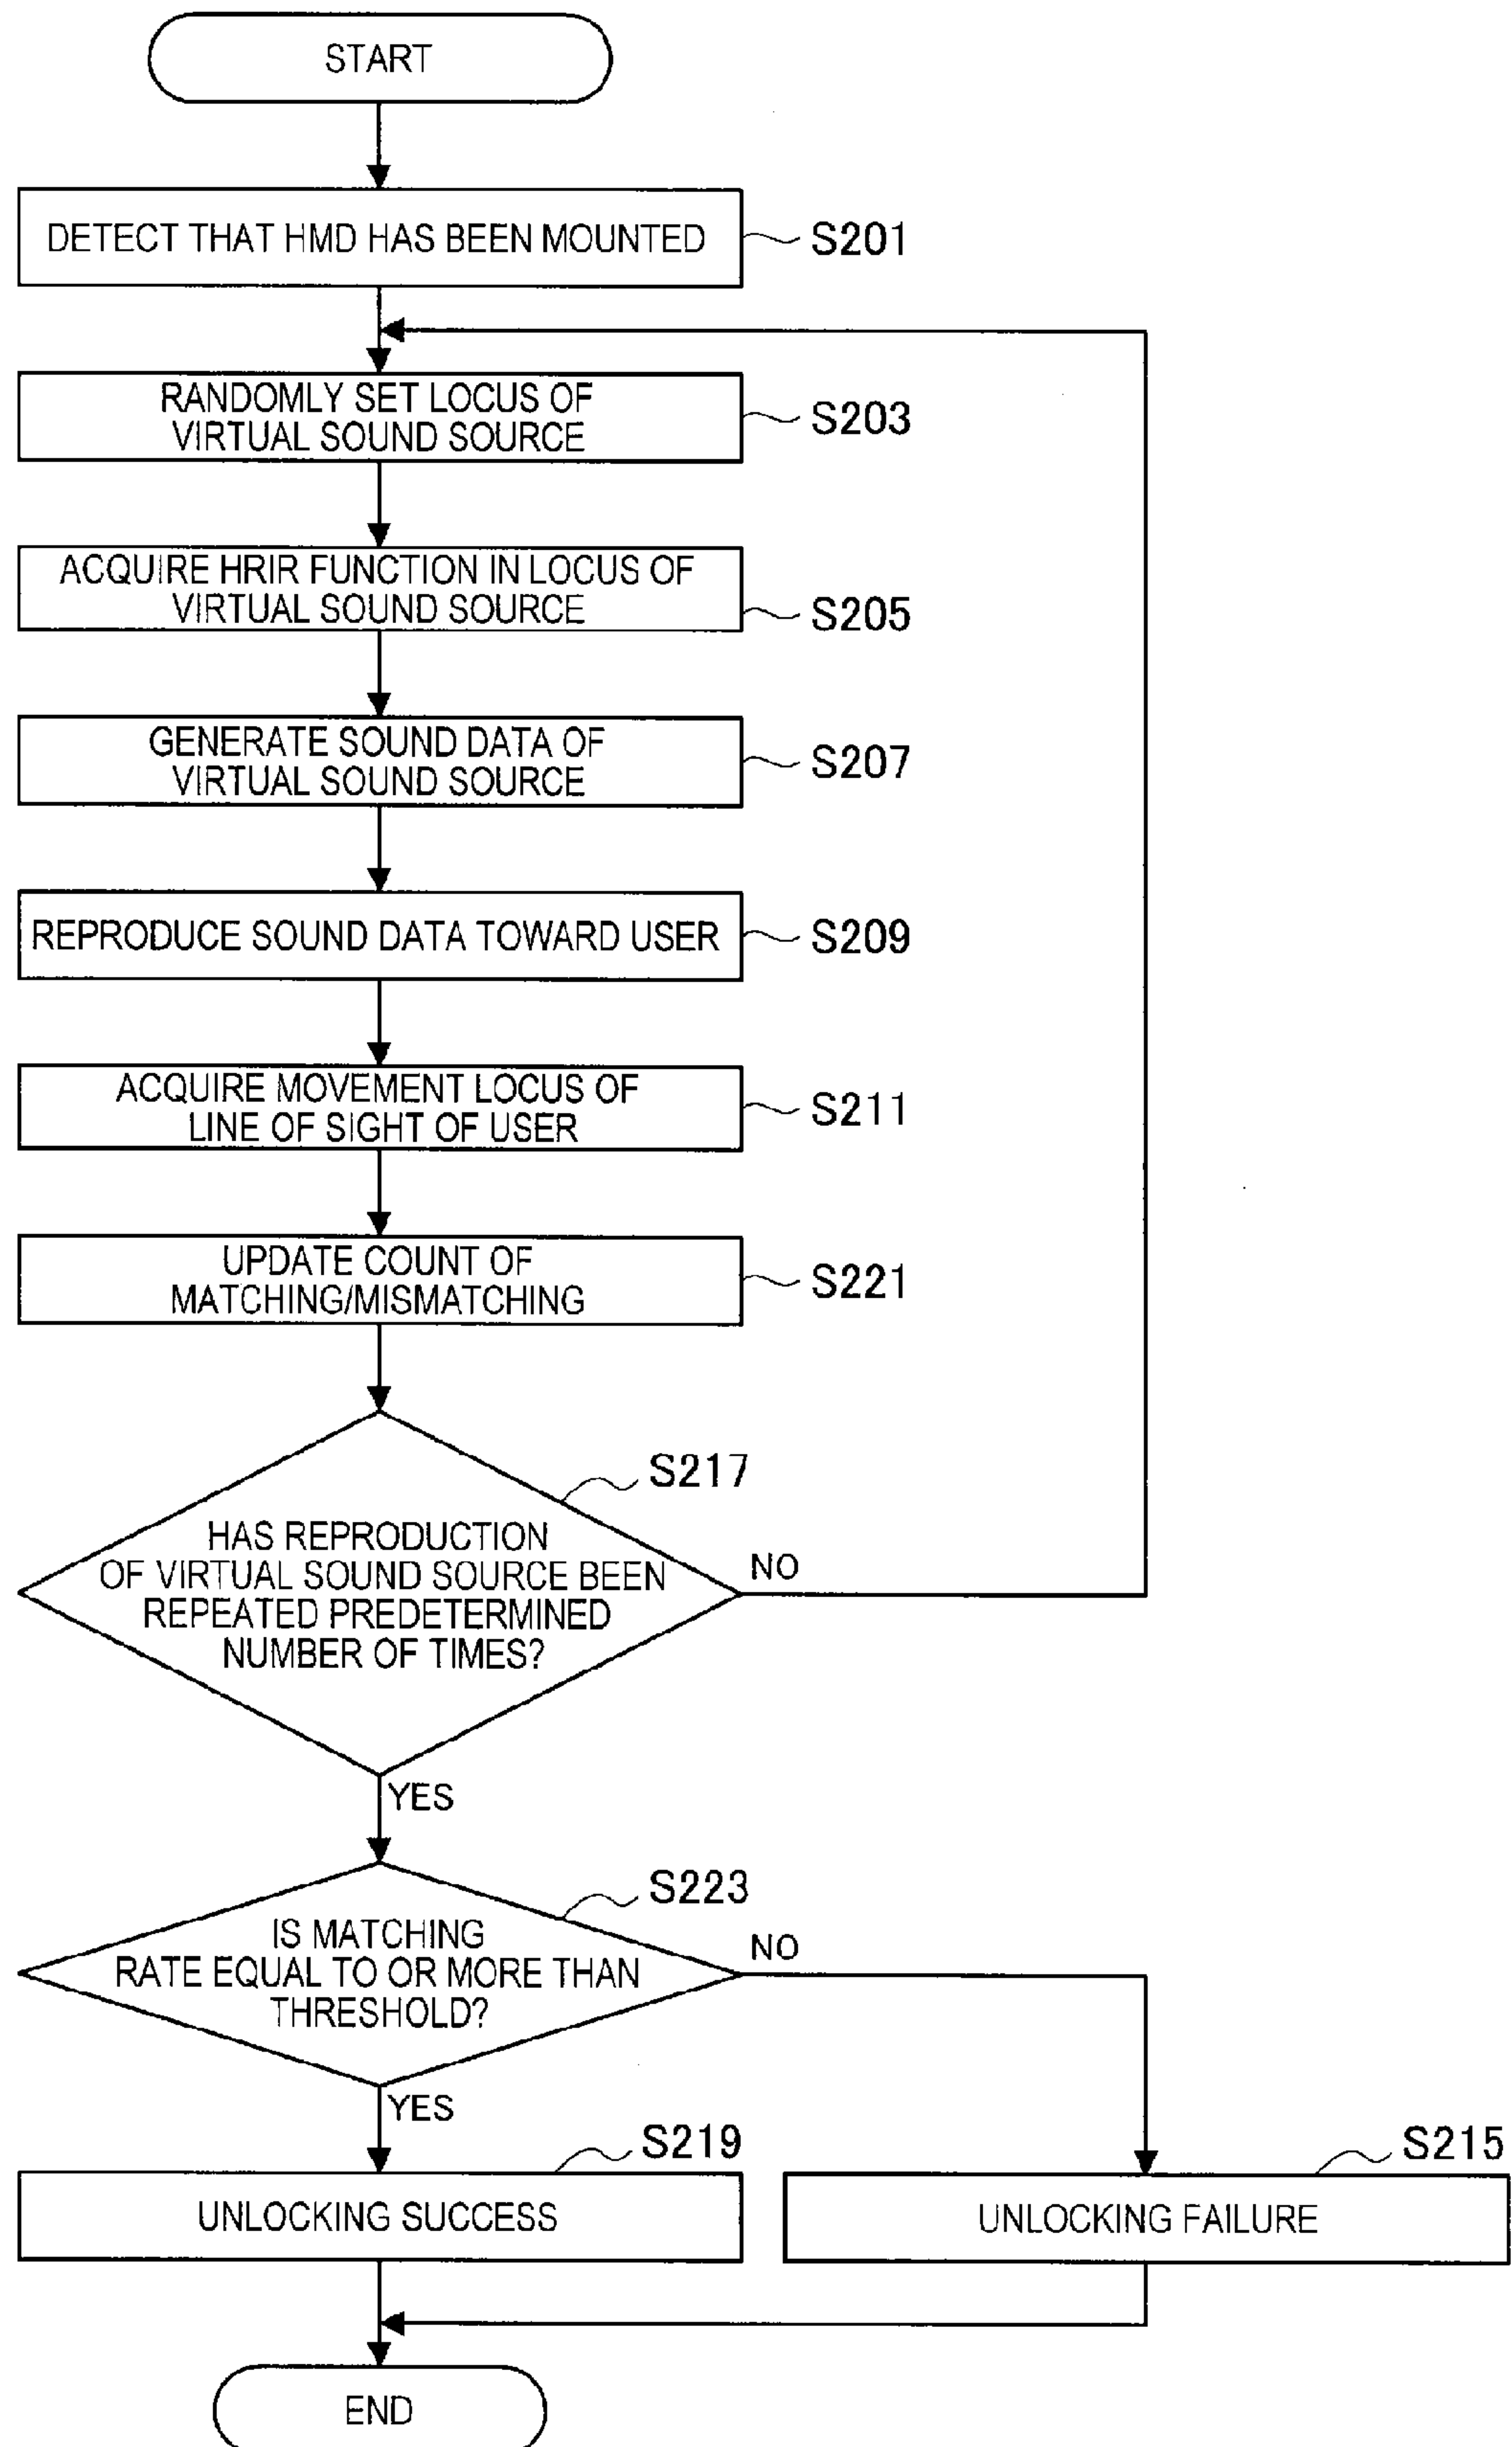 START
DETECT THAT HMD HAS BEEN MOUNTED
S201
RANDOMLY SET LOCUS OF
VIRTUAL SOUND SOURCE
S203
ACQUIRE HRIR FUNCTION IN LOCUS OF
VIRTUAL SOUND SOURCE
S205
GENERATE SOUND DATA OF
VIRTUAL SOUND SOURCE
S207
REPRODUCE SOUND DATA TOWARD USER
S209
ACQUIRE MOVEMENT LOCUS OF
LINE OF SIGHT OF USER
S211
UPDATE COUNT OF
MATCHING/MISMATCHING
S221
S217
HAS REPRODUCTION
OF VIRTUAL SOUND SOURCE BEEN
REPEATED PREDETERMINED
NUMBER OF TIMES?
NO
YES
S223
IS MATCHING
RATE EQUAL TO OR MORE THAN
THRESHOLD?
NO
YES
S219
UNLOCKING SUCCESS
S215
UNLOCKING FAILURE
END